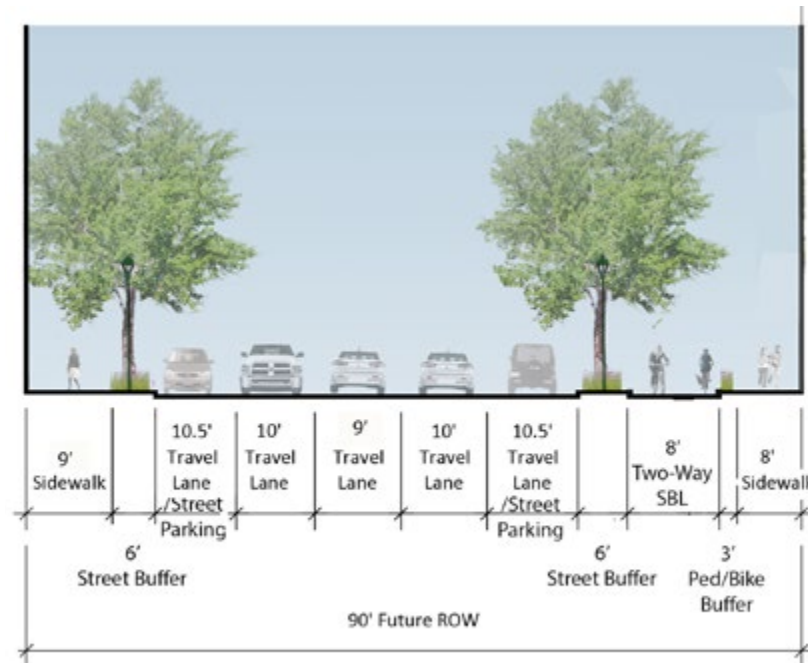 9'
Sidewalk
10.5'
Travel
Lane
/Street
Parking
10'
Travel
Lane
9'
Travel
Lane
10'
Travel
Lane
10.5'
Travel
Lane
/Street
Parking
8'
Two-Way
SBL
8'
Sidewalk
6'
Street Buffer
6'
Street Buffer
3'
Ped/Bike
Buffer
90' Future ROW